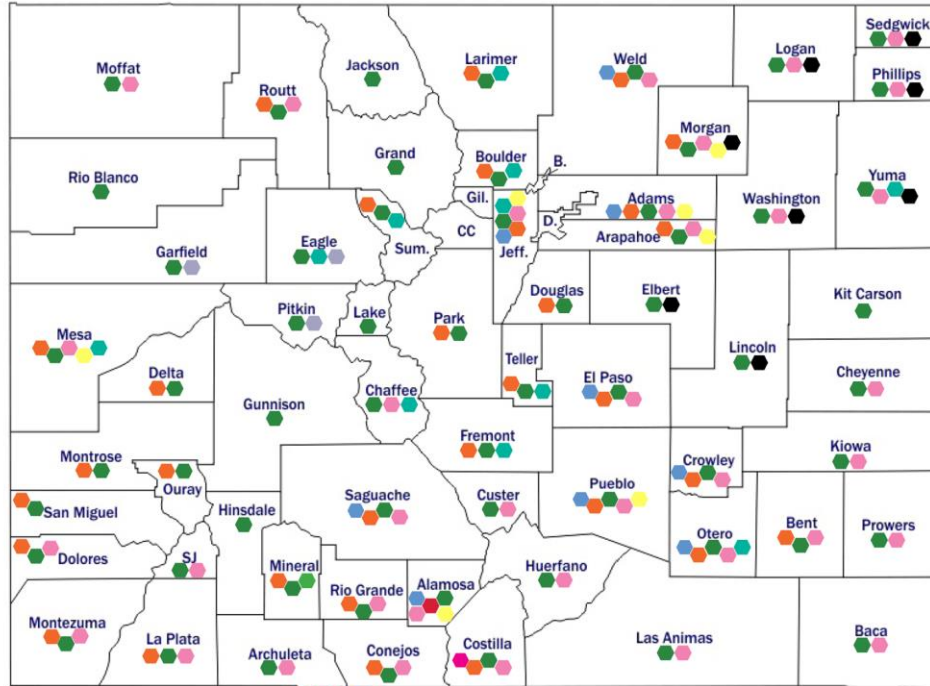 Sedgwick
Moffat
Jackson
Larimer
Weld
Logan
Routt
Phillips
Morgan
Grand
Boulder
B.
Rio Blanco
Yuma
Gil.
Adams
Washington
D.
CC
Arapahoe
Eagle
Sum.
Jeff.
Garfield
Douglas
Elbert
Kit Carson
Pitkin
Lake
Park
Mesa
Lincoln
Teller
Delta
El Paso
Cheyenne
Chaffee
Gunnison
Fremont
Kiowa
Montrose
Crowley
Ouray
Saguache
Custer
Pueblo
San Miguel
Hinsdale
Otero
Bent
Prowers
Dolores
SJ
Mineral
Huerfano
Rio Grande
Alamosa
Montezuma
La Plata
Las Animas
Baca
Archuleta
Conejos
Costilla